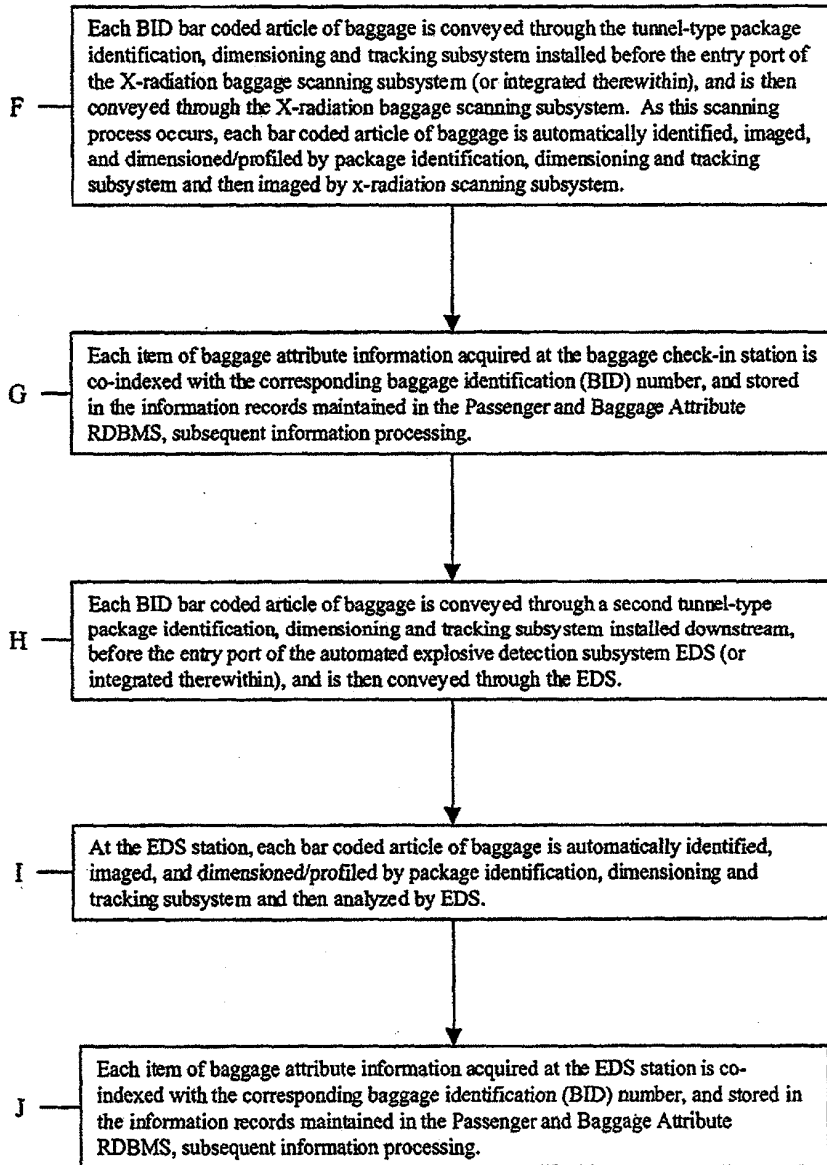 Each BID bar coded article of baggage is conveyed through the tunnel-type package
identification, dimensioning and tracking subsystem installed before the entry port of
the X-radiation baggage scanning subsystem (or integrated therewithin), and is then
conveyed through the X-radiation baggage scanning subsystem. As this scanning
process occurs, each bar coded article of baggage is automatically identified, imaged,
and dimensioned/profiled by package identification, dimensioning and tracking
subsystem and then imaged by x-radiation scanning subsystem.
F
Each item of baggage attribute information acquired at the baggage check-in station is
co-indexed with the corresponding baggage identification (BID) number, and stored
in the information records maintained in the Passenger and Baggage Attribute
RDBMS, subsequent information processing.
G
Each BID bar coded article of baggage is conveyed through a second tunnel-type
package identification, dimensioning and tracking subsystem installed downstream,
before the entry port of the automated explosive detection subsystem EDS (or
integrated therewithin), and is then conveyed through the EDS.
H
At the EDS station, each bar coded article of baggage is automatically identified,
imaged, and dimensioned/profiled by package identification, dimensioning and
tracking subsystem and then analyzed by EDS.
I
Each item of baggage attribute information acquired at the EDS station is co-
indexed with the corresponding baggage identification (BID) number, and stored in
the information records maintained in the Passenger and Baggage Attribute
RDBMS, subsequent information processing.
J